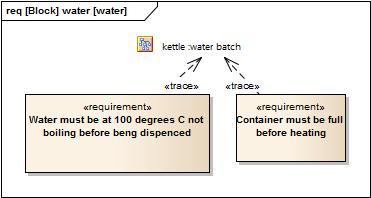 req [Block] water [water]
kettle :water batch
«trace»
«trace»
«requirement»
Water must be at 100 degrees C not
boiling before beng dispenced
«requirement»
Container must be full
before heating